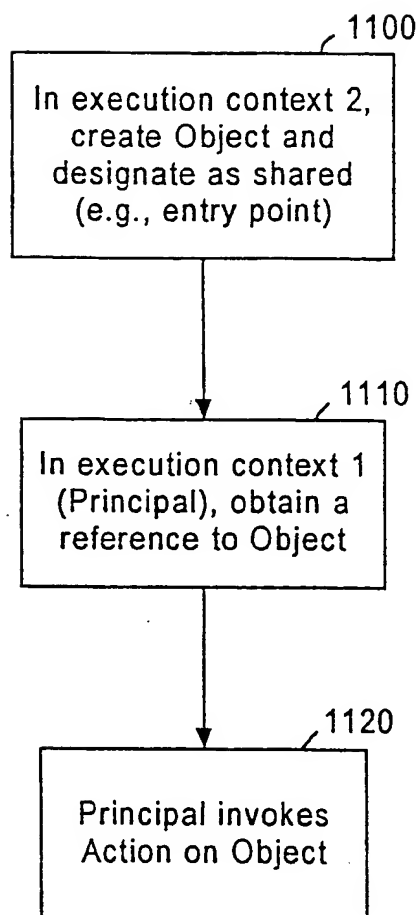 1100
In execution context 2,
create Object and
designate as shared
(e.g., entry point)
1110
In execution context 1
(Principal), obtain a
reference to Object
1120
Principal invokes
Action on Object